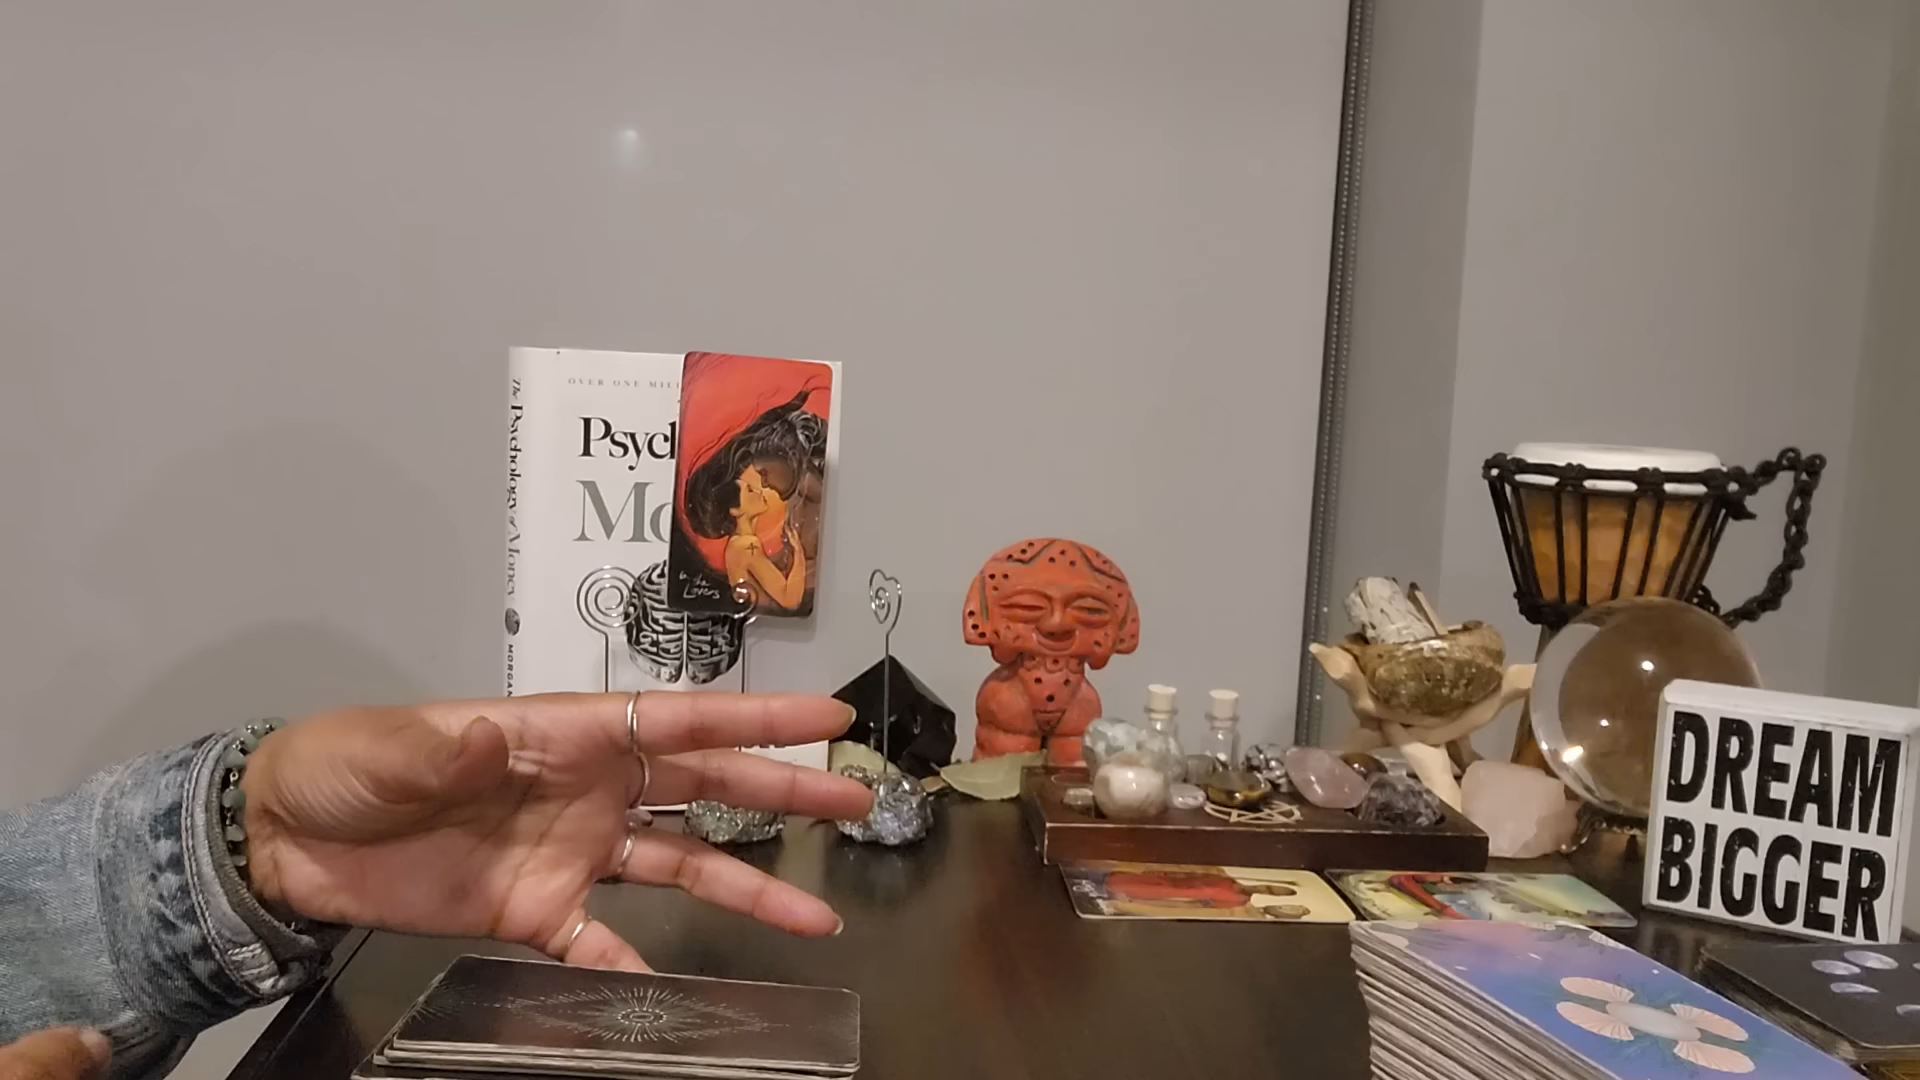 The Psychology of Money
MORGAN
OVER ONE MILL
Psych
Mo
the
Lovers
DREAM
BIGGER